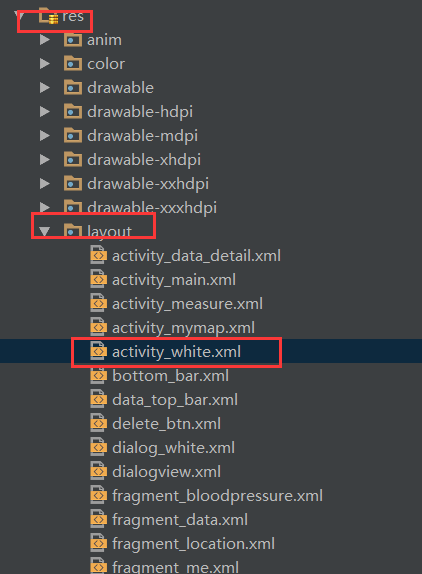 res
anim
color
drawable
drawable-hdpi
drawable-mdpi
drawable-xhdpi
drawable-xxhdpi
drawable-xxxhdpi
layout
activity_data_detail.xml
activity_main.xml
activity_measure.xml
activity_mymap.xml
activity_white.xml
bottom_bar.xml
data_top_bar.xml
delete_btn.xml
dialog_white.xml
dialogview.xml
fragment_bloodpressure.xml
fragment_data.xml
fragment_location.xml
fragment_me.xml